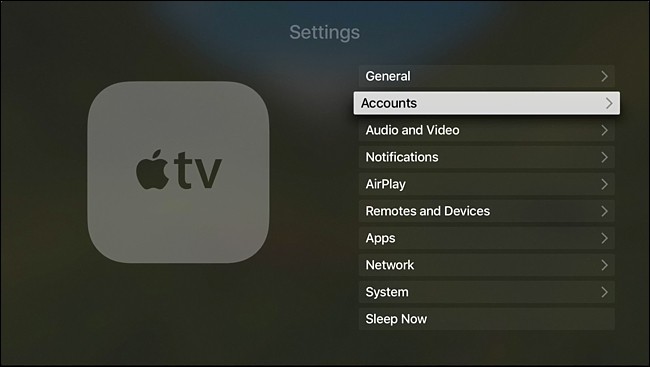 Settings
tv
General
Accounts
Audio and Video
Notifications
AirPlay
Remotes and Devices
Apps
Network
System
Sleep Now